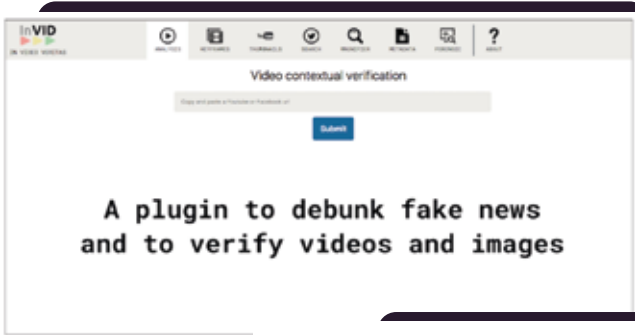 InVID
IN VIDEO VERITAS
ANALYSIS
KEYFRAMES
THUMBNAILS
SEARCH
MAGNIFIER
METADATA
FORENSIC
?
ABOUT
Video contextual verification
Copy and paste a Youtube or Facebook url
Submit
A plugin to debunk fake news
and to verify videos and images